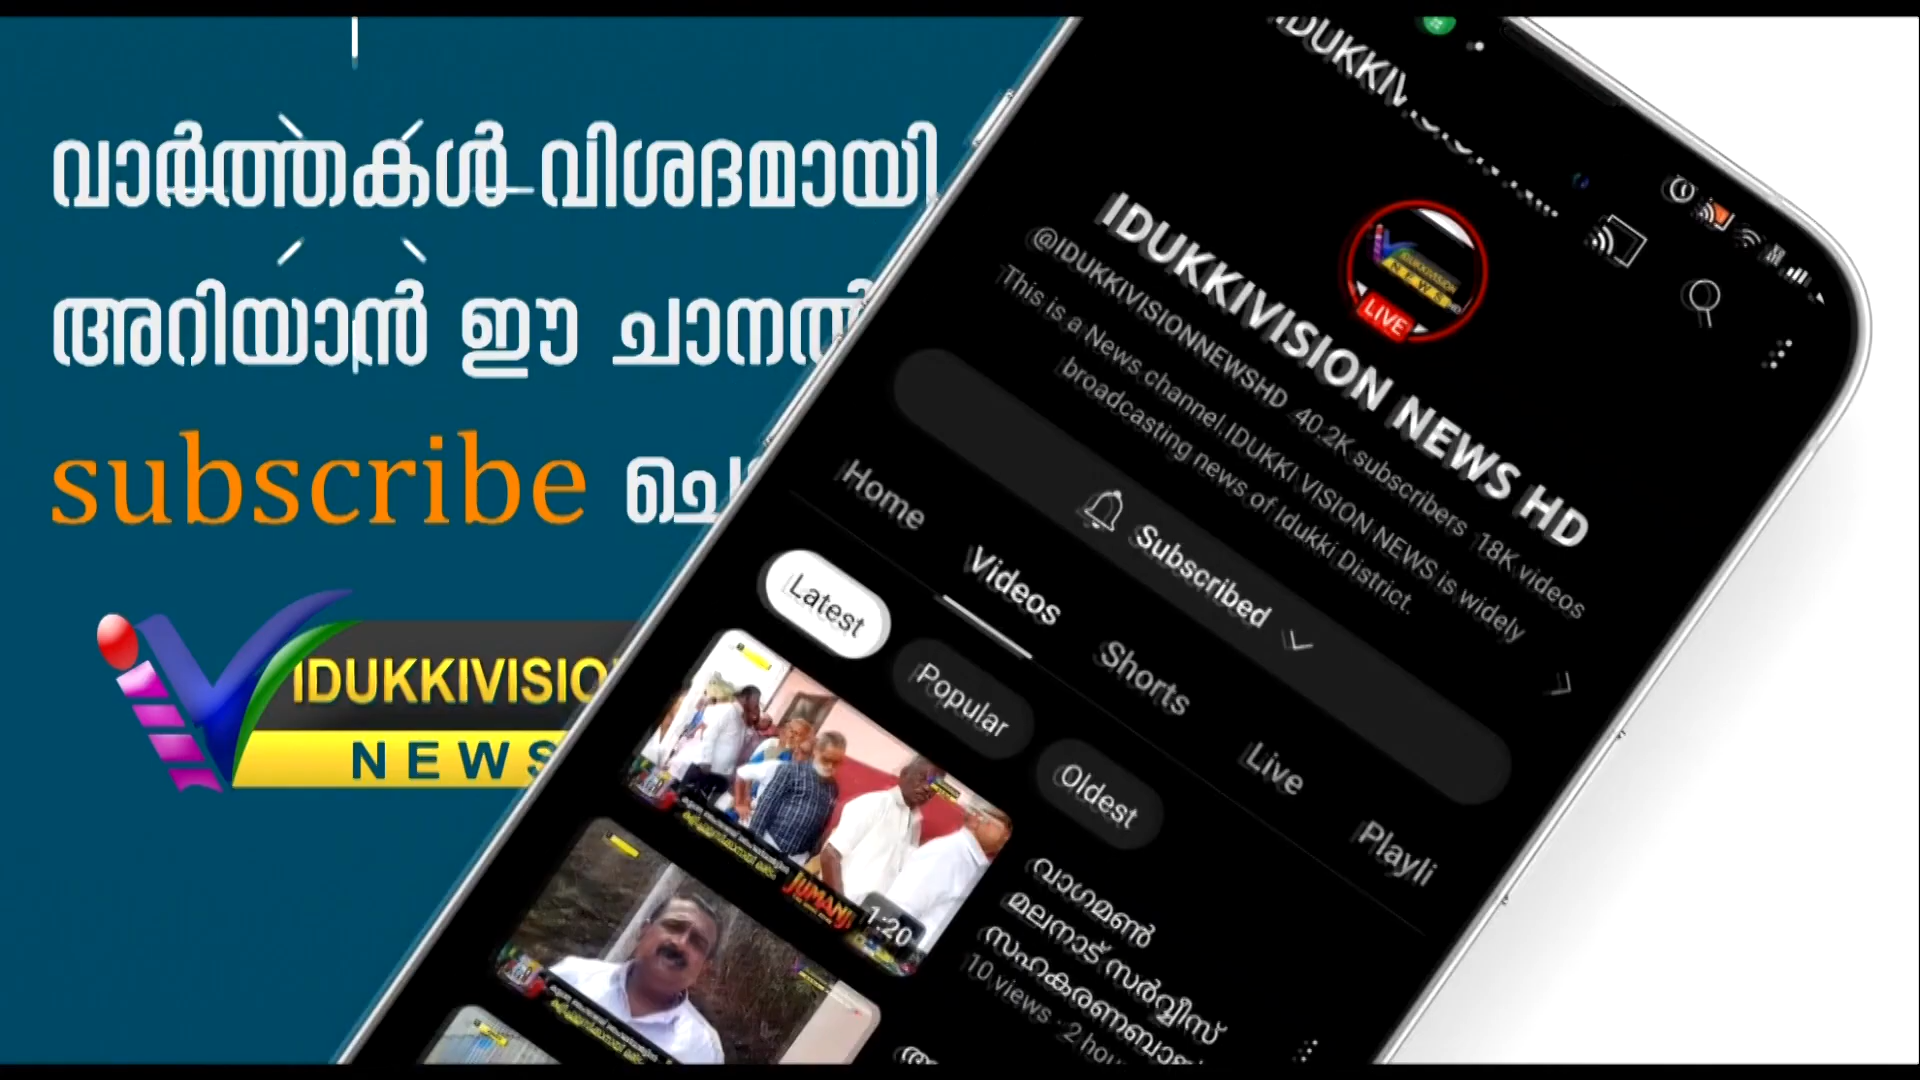 വാർത്തകൾ വിശദമായി
അറിയാൻ ഈ ചാനൽ
subscribe
IDUKKIVISION
NEWS
LIVE
IDUKKIVISION NEWS HD
@IDUKKIVISIONNEWSHD 40.2K subscribers 18K videos
This is a News channel,IDUKKI VISION NEWS is widely
broadcasting news of Idukki District.
Subscribed
Home Videos Shorts Live Playli
Latest Popular Oldest
JUMANJI
1:20
വാഗമൺ
മലനാട് സർവ്വീസ്
10 views · 2 hou